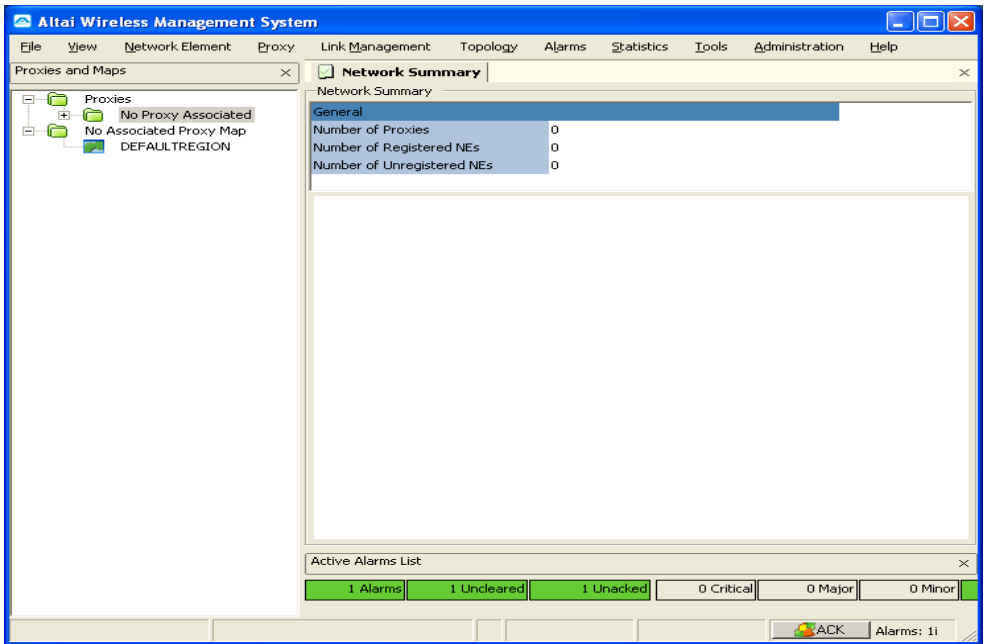 Altai Wireless Management System
File View Network Element Proxy Link Management Topology Alarms Statistics Tools Administration Help
Proxies and Maps
Proxies
No Proxy Associated
No Associated Proxy Map
DEFAULTREGION
Network Summary
Network Summary
General
Number of Proxies 0
Number of Registered NEs 0
Number of Unregistered NEs 0
Active Alarms List
1 Alarms 1 Uncleared 1 Unacked 0 Critical 0 Major 0 Minor
ACK Alarms: 1i